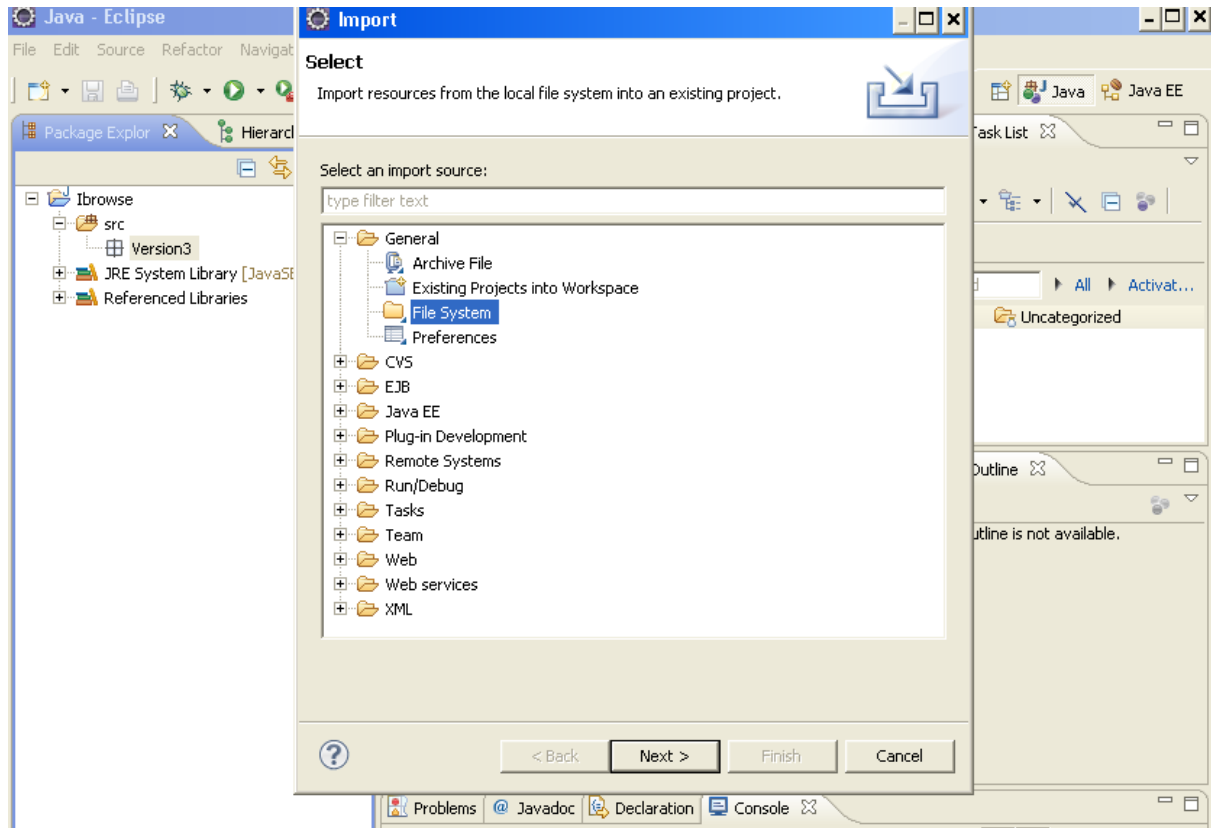 Java - Eclipse
Import
File Edit Source Refactor Navigat
Select
Import resources from the local file system into an existing project.
Java
Java EE
Package Explor
Hierarc
Task List
Select an import source:
type filter text
Ibrowse
src
Version3
JRE System Library [JavaSE
Referenced Libraries
General
Archive File
Existing Projects into Workspace
File System
Preferences
CVS
EJB
Java EE
Plug-in Development
Remote Systems
Run/Debug
Tasks
Team
Web
Web services
XML
All
Activat...
Uncategorized
Outline
utline is not available.
? < Back Next > Finish Cancel
Problems @ Javadoc Declaration Console